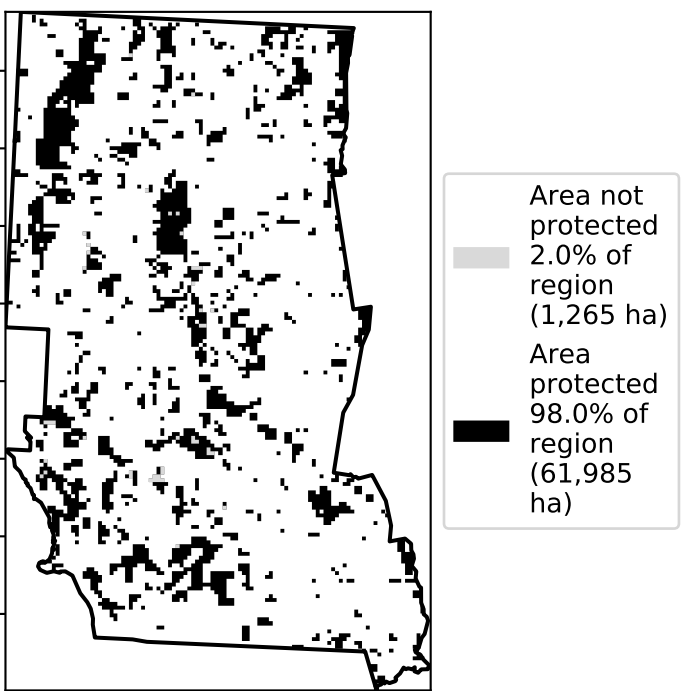 Area not
protected
2.0% of
region
(1,265 ha)
Area
protected
98.0% of
region
(61,985
ha)